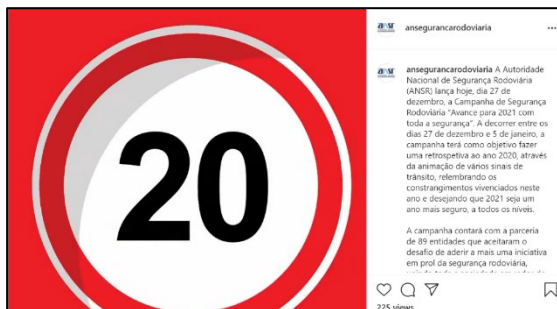 20
ansr
ansegurancarodoviaria
ansr
ansegurancarodoviaria A Autoridade
Nacional de Segurança Rodoviária
(ANSR) lança hoje, dia 27 de
dezembro, a Campanha de Segurança
Rodoviária "Avance para 2021 com
toda a segurança". A decorrer entre os
dias 27 de dezembro e 5 de janeiro, a
campanha terá como objetivo fazer
uma retrospetiva ao ano 2020, através
da animação de vários sinais de
trânsito, relembrando os
constrangimentos vivenciados neste
ano e desejando que 2021 seja um
ano mais seguro, a todos os níveis.
A campanha contará com a parceria
de 89 entidades que aceitaram o
desafio de aderir a mais uma iniciativa
em prol da segurança rodoviária,
225 views